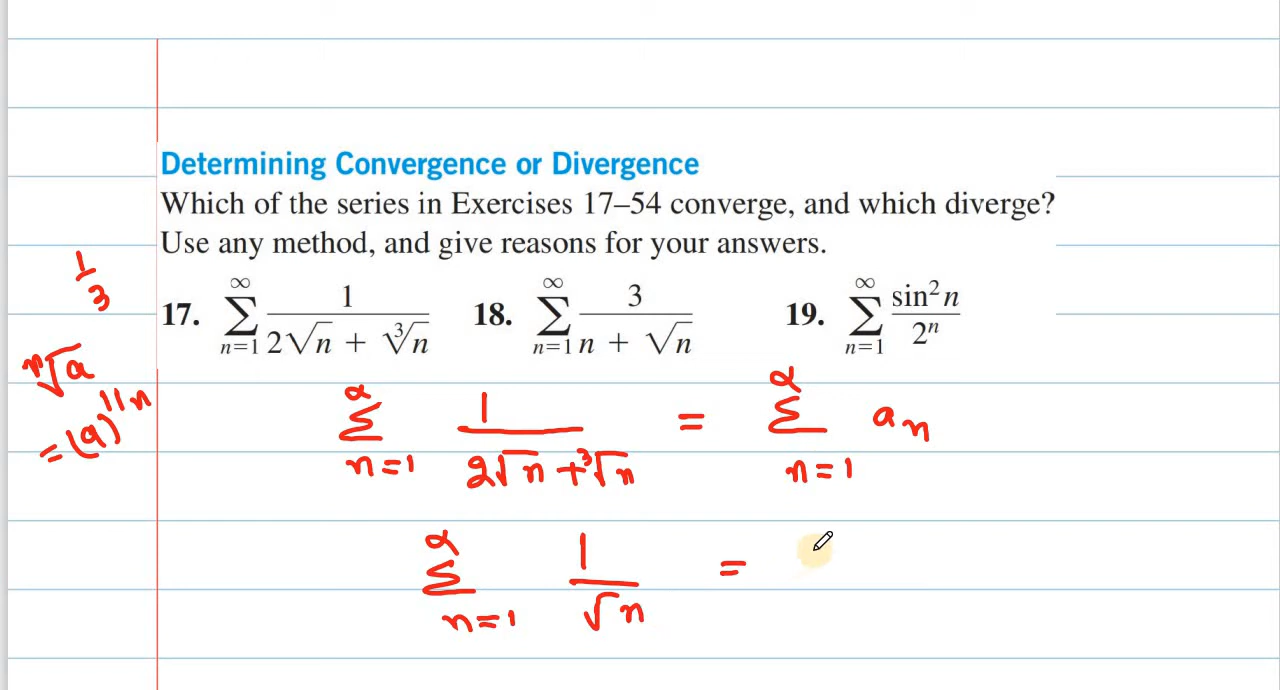 Determining Convergence or Divergence
Which of the series in Exercises 17–54 converge, and which diverge?
Use any method, and give reasons for your answers.
17. ∑_{n=1}^{∞} 1/(2√n + ∛n) 18. ∑_{n=1}^{∞} 3/(n + √n) 19. ∑_{n=1}^{∞} sin²n/2ⁿ
1/3
ⁿ√a
= (a)^{1/n}
∑_{n=1}^{∝} 1/(2√n + ³√n) = ∑_{n=1}^{∝} aₙ
∑_{n=1}^{∝} 1/√n =